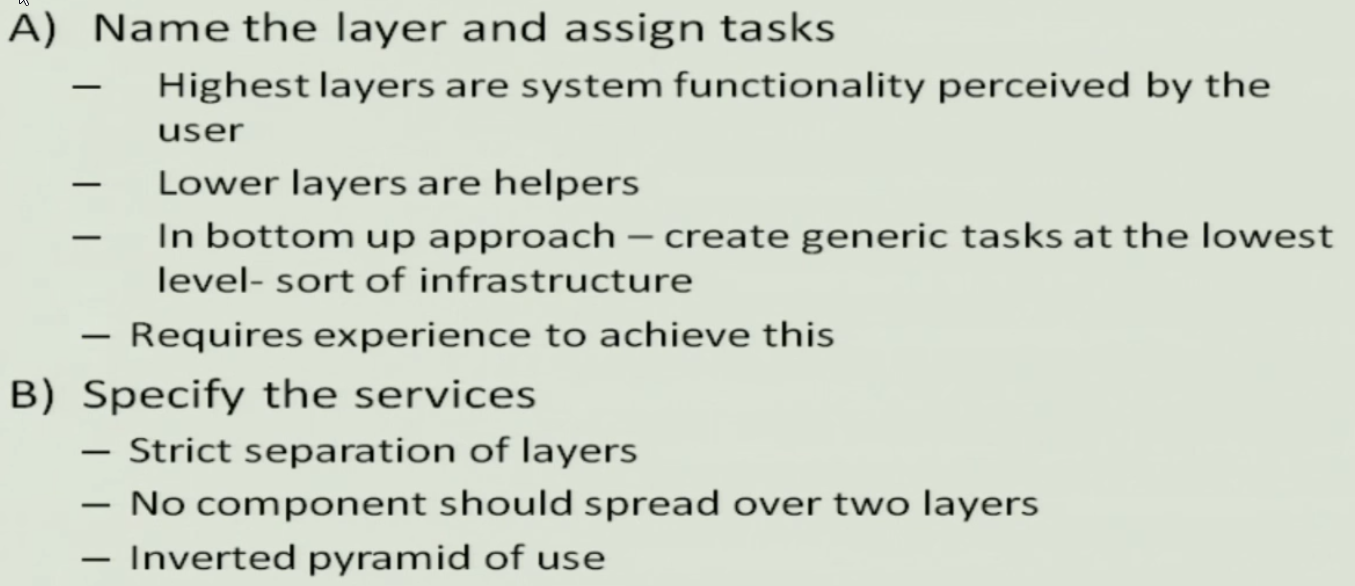 A) Name the layer and assign tasks
– Highest layers are system functionality perceived by the
user
– Lower layers are helpers
– In bottom up approach – create generic tasks at the lowest
level- sort of infrastructure
– Requires experience to achieve this
B) Specify the services
– Strict separation of layers
– No component should spread over two layers
– Inverted pyramid of use